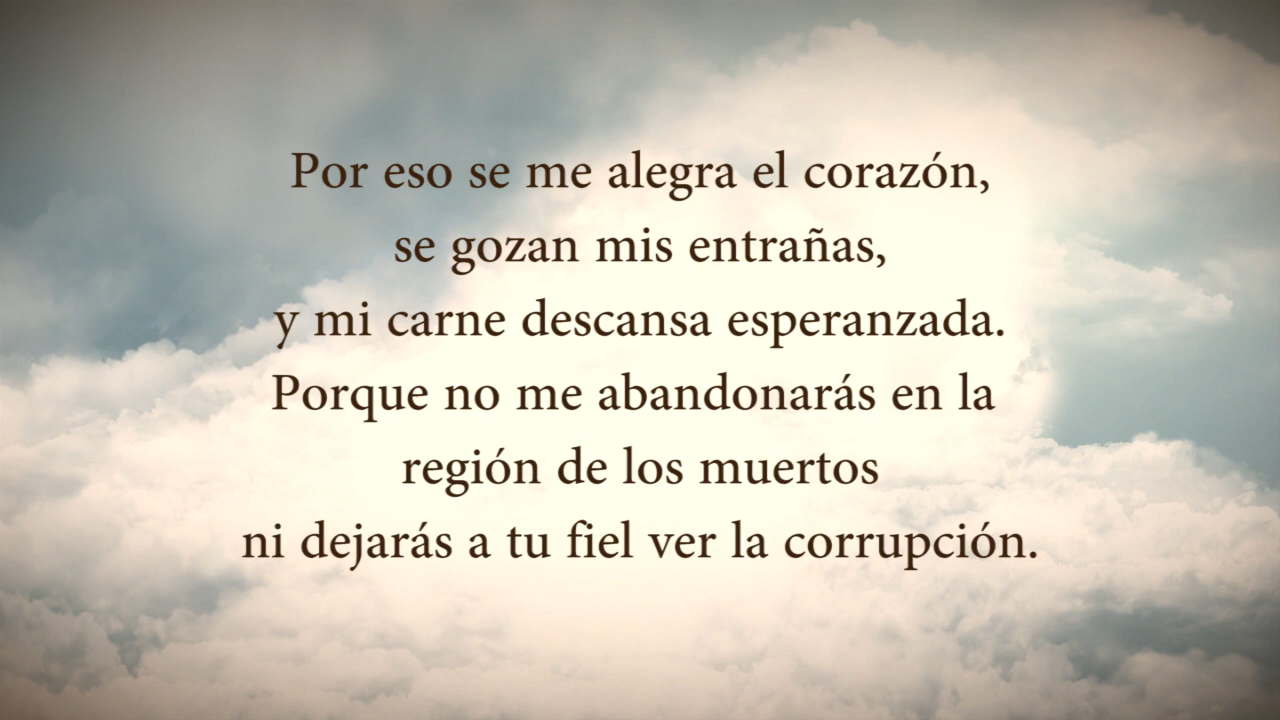 Por eso se me alegra el corazón,
se gozan mis entrañas,
y mi carne descansa esperanzada.
Porque no me abandonarás en la
región de los muertos
ni dejarás a tu fiel ver la corrupción.